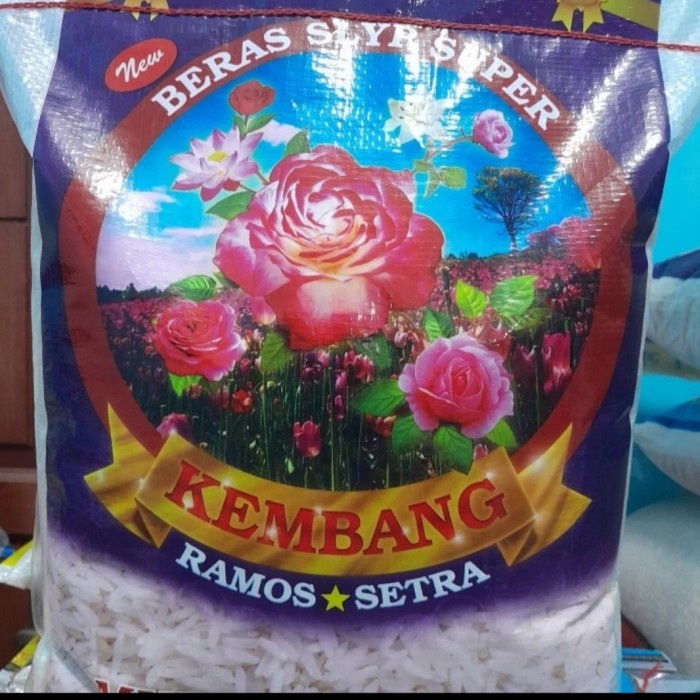 New
BERAS SLYP SUPER
KEMBANG
RAMOS ★ SETRA